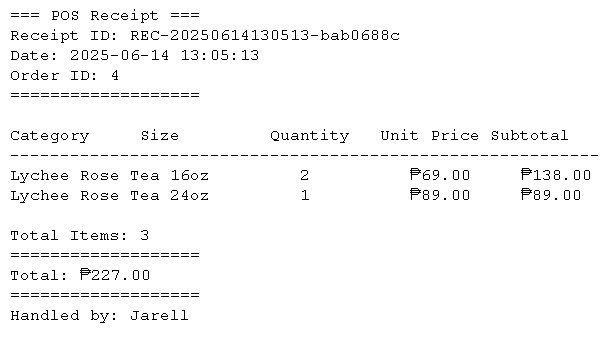 === POS Receipt ===
Receipt ID: REC-20250614130513-bab0688c
Date: 2025-06-14 13:05:13
Order ID: 4
===================
Category     Size         Quantity   Unit Price Subtotal
-----------------------------------------------------------
Lychee Rose Tea 16oz         2          ₱69.00     ₱138.00
Lychee Rose Tea 24oz         1          ₱89.00     ₱89.00
Total Items: 3
===================
Total: ₱227.00
===================
Handled by: Jarell